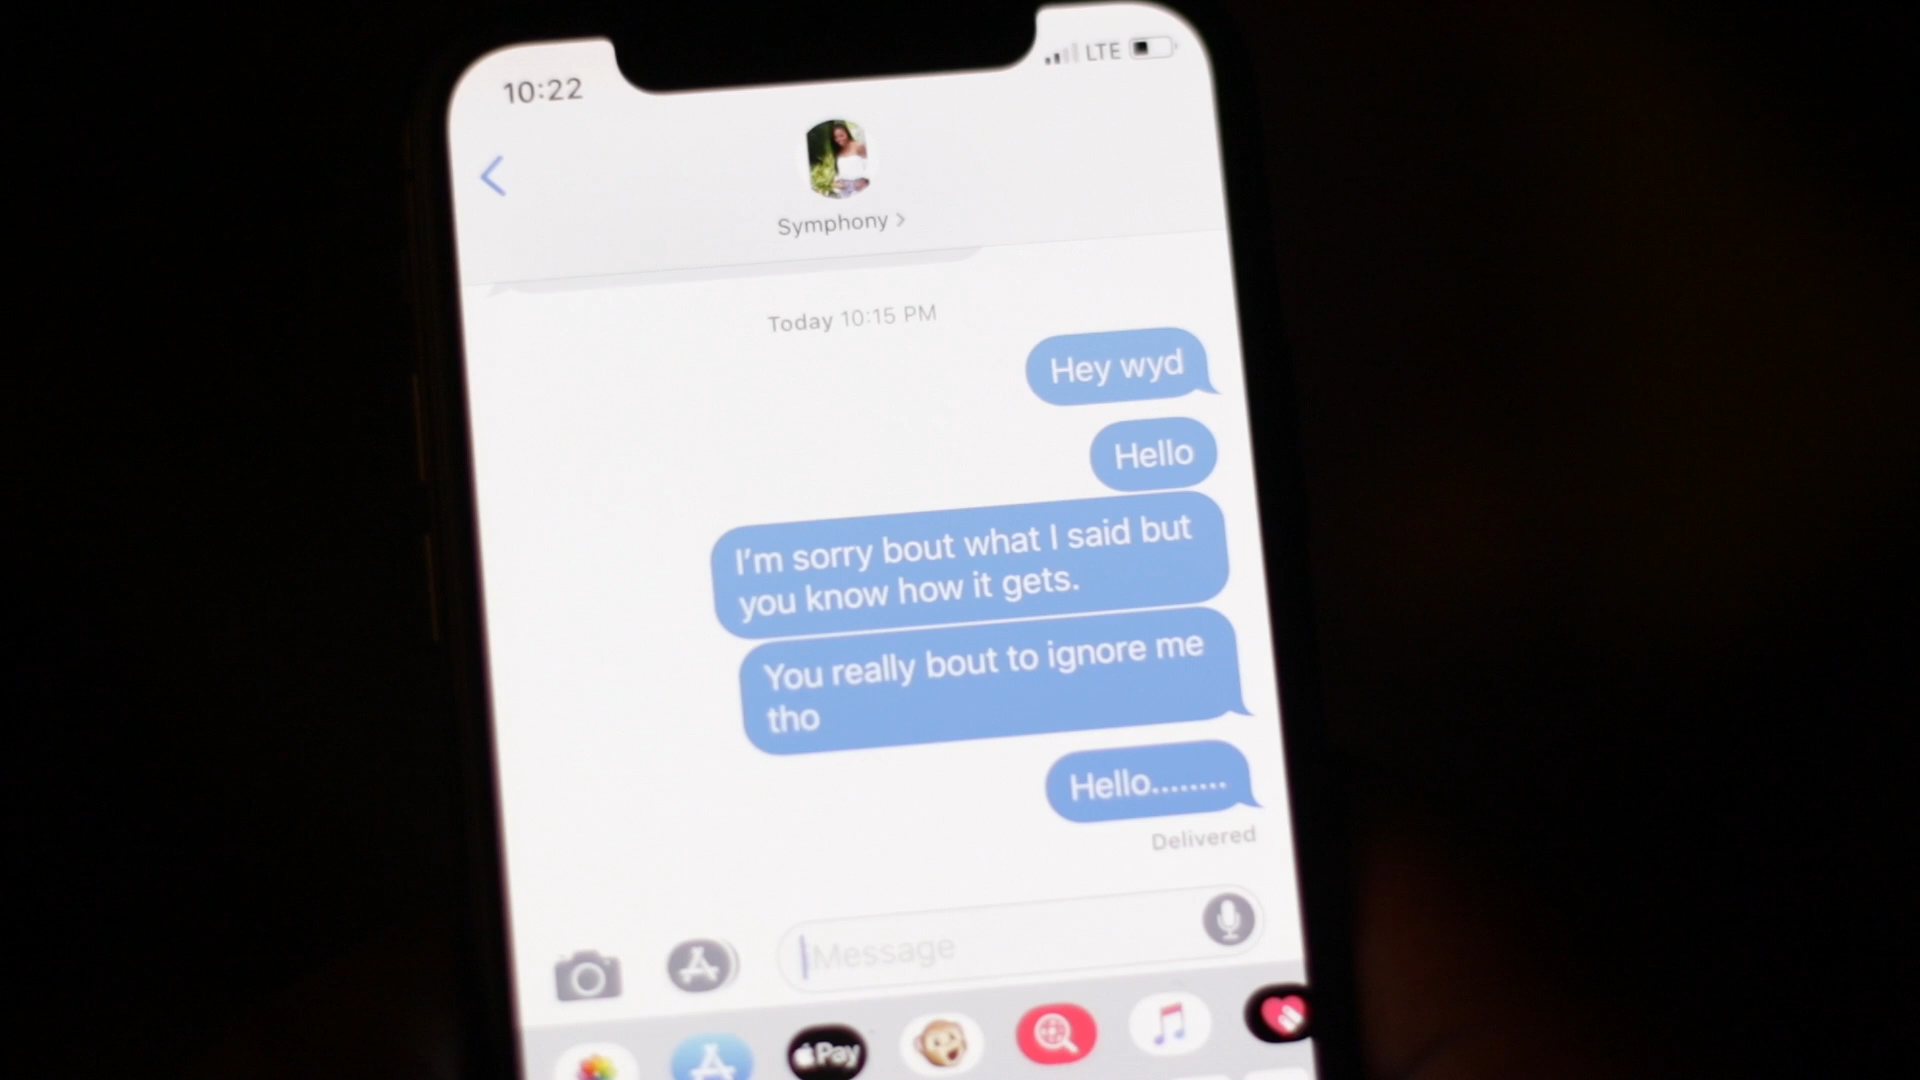 10:22
LTE
Symphony >
Today 10:15 PM
Hey wyd
Hello
I'm sorry bout what I said but
you know how it gets.
You really bout to ignore me
tho
Hello........
Delivered
Message
Pay